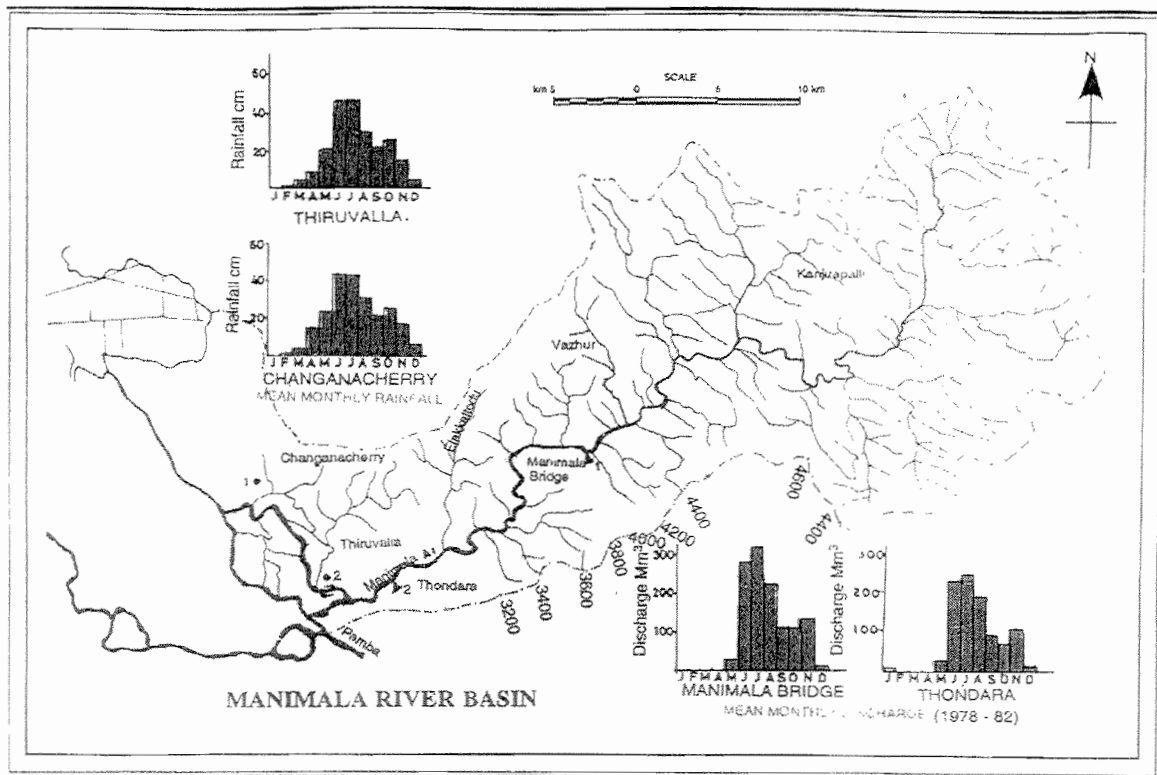 N
SCALE
km 5 0 5 10 km
60
40
20
Rainfall cm
J F M A M J J A S O N D
THIRUVALLA.
60
40
20
Rainfall cm
J F M A M J J A S O N D
CHANGANACHERRY
MEAN MONTHLY RAINFALL
Vazhur
Changanacherry
1
Manimala
Bridge
1
Thiruvalla
2
Manimala
2
Thondara
Pamba
3200
3400
3600
3800
4000
4200
4400
4600
4400
300
200
100
Discharge Mm³
J F M A M J J A S O N D
MANIMALA BRIDGE
300
200
100
Discharge Mm³
J F M A M J J A S O N D
THONDARA
MEAN MONTHLY DISCHARGE (1978 - 82)
MANIMALA RIVER BASIN